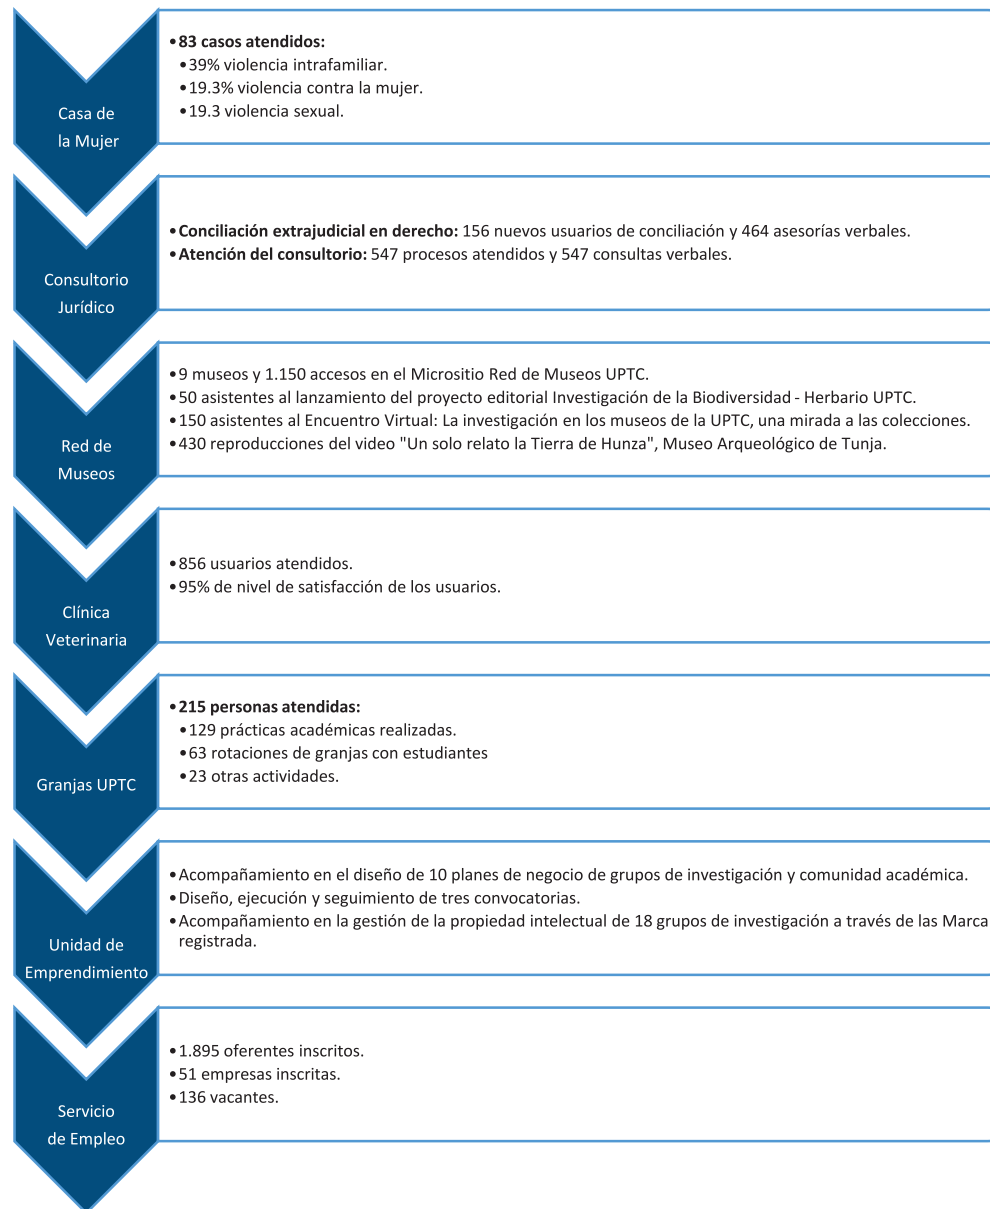 Casa de
la Mujer
•83 casos atendidos:
•39% violencia intrafamiliar.
•19.3% violencia contra la mujer.
•19.3 violencia sexual.
Consultorio
Jurídico
•Conciliación extrajudicial en derecho: 156 nuevos usuarios de conciliación y 464 asesorías verbales.
•Atención del consultorio: 547 procesos atendidos y 547 consultas verbales.
Red de
Museos
•9 museos y 1.150 accesos en el Micrositio Red de Museos UPTC.
•50 asistentes al lanzamiento del proyecto editorial Investigación de la Biodiversidad - Herbario UPTC.
•150 asistentes al Encuentro Virtual: La investigación en los museos de la UPTC, una mirada a las colecciones.
•430 reproducciones del video "Un solo relato la Tierra de Hunza", Museo Arqueológico de Tunja.
Clínica
Veterinaria
•856 usuarios atendidos.
•95% de nivel de satisfacción de los usuarios.
Granjas UPTC
•215 personas atendidas:
•129 prácticas académicas realizadas.
•63 rotaciones de granjas con estudiantes
•23 otras actividades.
Unidad de
Emprendimiento
•Acompañamiento en el diseño de 10 planes de negocio de grupos de investigación y comunidad académica.
•Diseño, ejecución y seguimiento de tres convocatorias.
•Acompañamiento en la gestión de la propiedad intelectual de 18 grupos de investigación a través de las Marca
registrada.
Servicio
de Empleo
•1.895 oferentes inscritos.
•51 empresas inscritas.
•136 vacantes.